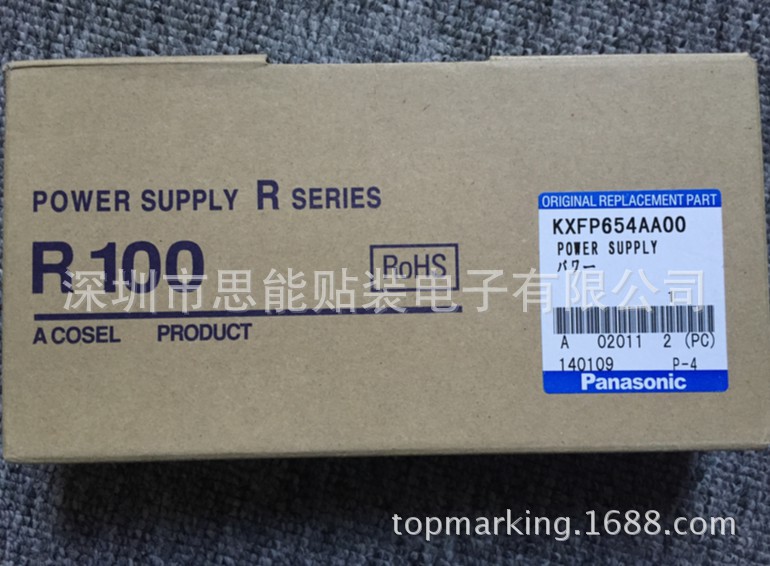 POWER SUPPLY R SERIES
R100
RoHS
A COSEL PRODUCT
ORIGINAL REPLACEMENT PART
KXFP654AA00
POWER SUPPLY
パワー
1
A 02011 2 (PC)
140109 P-4
Panasonic
深圳市思能贴装电子有限公司
topmarking.1688.com